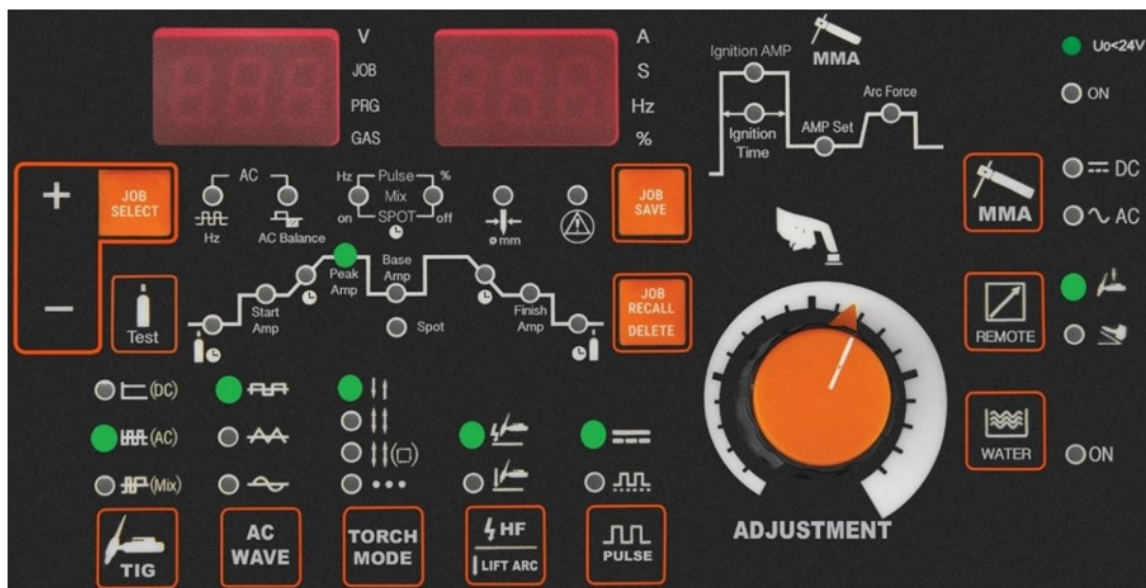 V
JOB
PRG
GAS
A
S
Hz
%
Ignition AMP
MMA
Ignition
Time
AMP Set
Arc Force
Uo<24V
ON
+
JOB
SELECT
−
AC
Hz
AC Balance
Hz Pulse %
Mix
on SPOT off
ømm
JOB
SAVE
MMA
DC
AC
Test
Start
Amp
Peak
Amp
Base
Amp
Spot
Finish
Amp
JOB
RECALL
DELETE
REMOTE
(DC)
(AC)
(Mix)
(□)
WATER
ON
TIG
AC
WAVE
TORCH
MODE
HF
LIFT ARC
PULSE
ADJUSTMENT